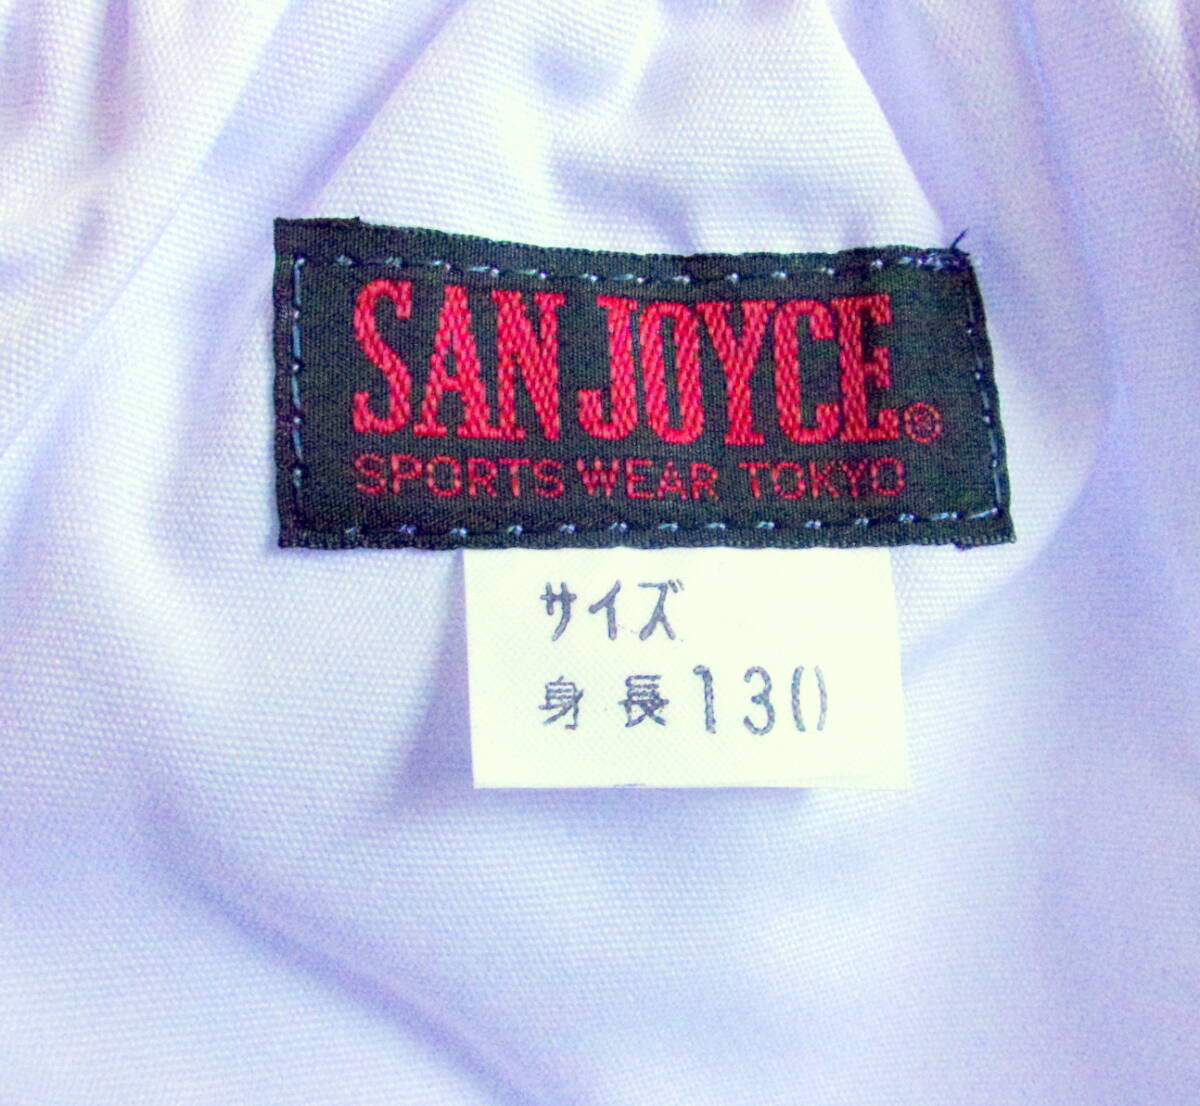 SAN JOYCE®
SPORTS WEAR TOKYO
サイズ
身長130